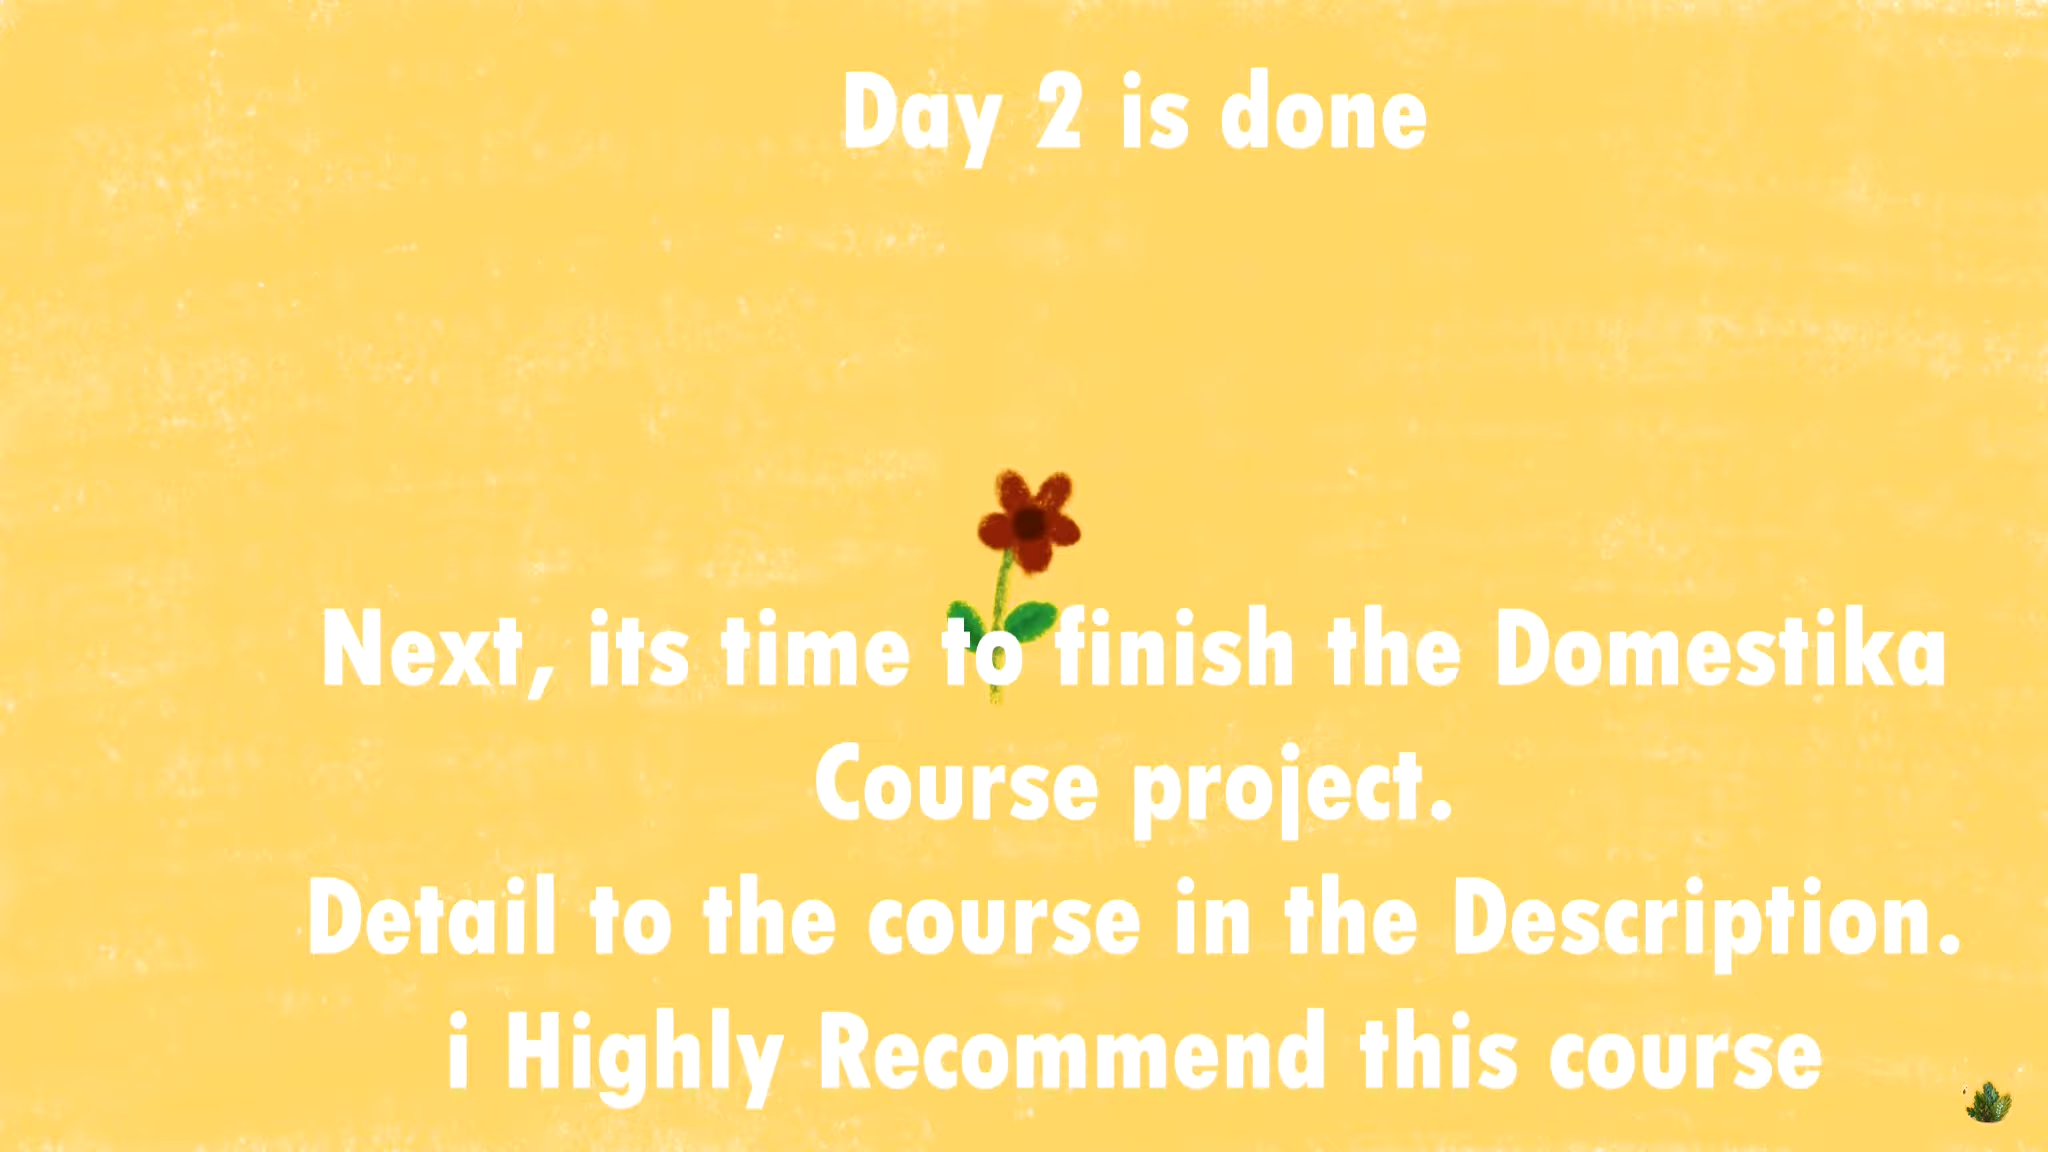 Day 2 is done
Next, its time to finish the Domestika
Course project.
Detail to the course in the Description.
i Highly Recommend this course